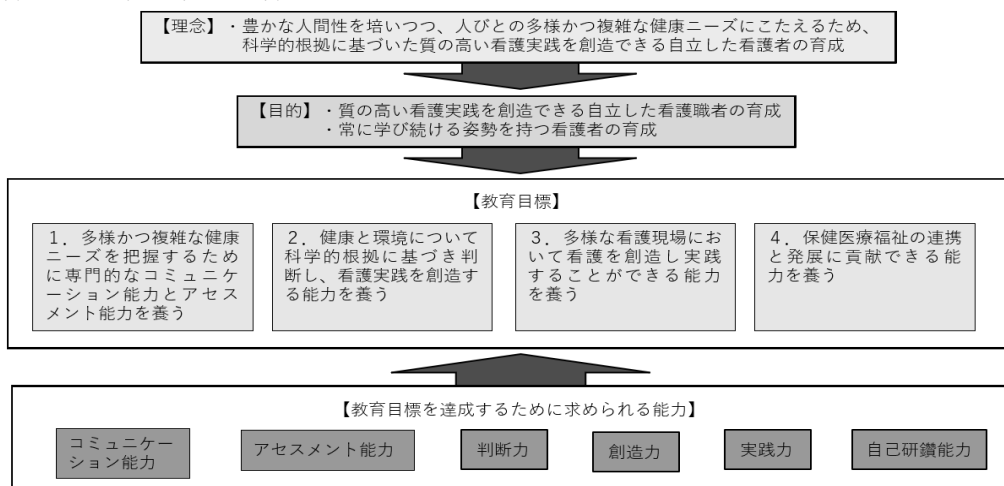 【理念】・豊かな人間性を培いつつ、人びとの多様かつ複雑な健康ニーズにこたえるため、
科学的根拠に基づいた質の高い看護実践を創造できる自立した看護者の育成
【目的】・質の高い看護実践を創造できる自立した看護職者の育成
・常に学び続ける姿勢を持つ看護者の育成
【教育目標】
1．多様かつ複雑な健康
ニーズを把握するため
に専門的なコミュニケ
ーション能力とアセス
メント能力を養う
2．健康と環境について
科学的根拠に基づき判
断し、看護実践を創造す
る能力を養う
3．多様な看護現場にお
いて看護を創造し実践
することができる能力
を養う
4．保健医療福祉の連携
と発展に貢献できる能
力を養う
【教育目標を達成するために求められる能力】
コミュニケー
ション能力
アセスメント能力
判断力
創造力
実践力
自己研鑽能力